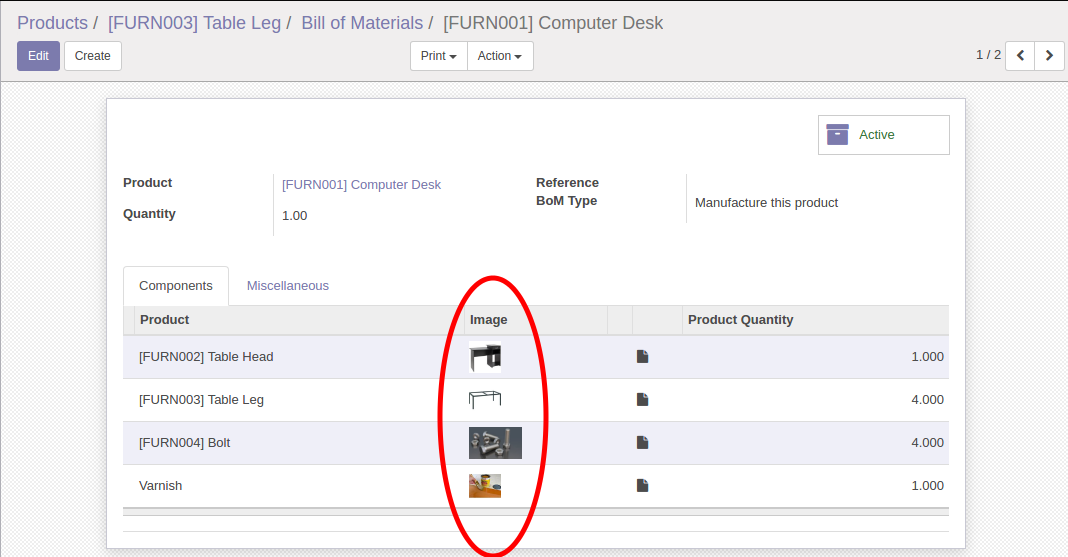 Products / [FURN003] Table Leg / Bill of Materials / [FURN001] Computer Desk
Edit Create Print Action 1 / 2
Active
Product [FURN001] Computer Desk Reference
BoM Type Manufacture this product
Quantity 1.00
Components Miscellaneous
Product Image Product Quantity
[FURN002] Table Head 1.000
[FURN003] Table Leg 4.000
[FURN004] Bolt 4.000
Varnish 1.000